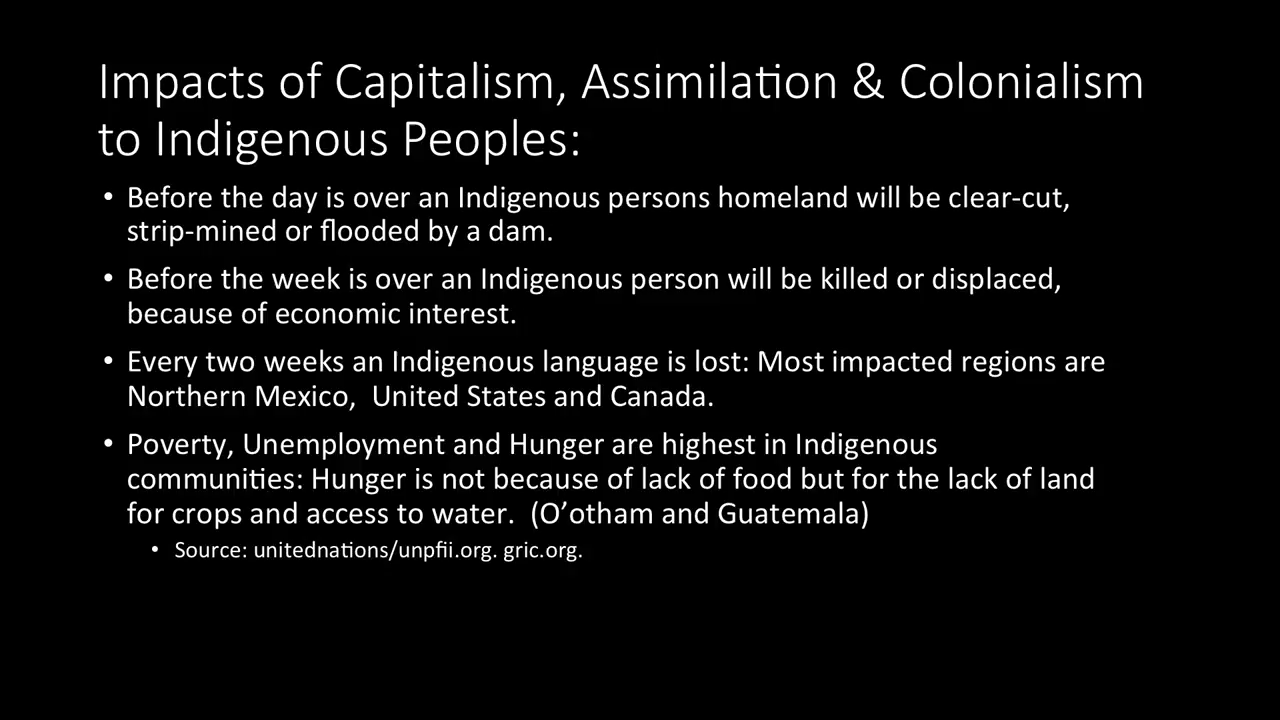 Impacts of Capitalism, Assimilation & Colonialism
to Indigenous Peoples:
• Before the day is over an Indigenous persons homeland will be clear-cut,
strip-mined or flooded by a dam.
• Before the week is over an Indigenous person will be killed or displaced,
because of economic interest.
• Every two weeks an Indigenous language is lost: Most impacted regions are
Northern Mexico,  United States and Canada.
• Poverty, Unemployment and Hunger are highest in Indigenous
communities: Hunger is not because of lack of food but for the lack of land
for crops and access to water.  (O’otham and Guatemala)
• Source: unitednations/unpfii.org. gric.org.